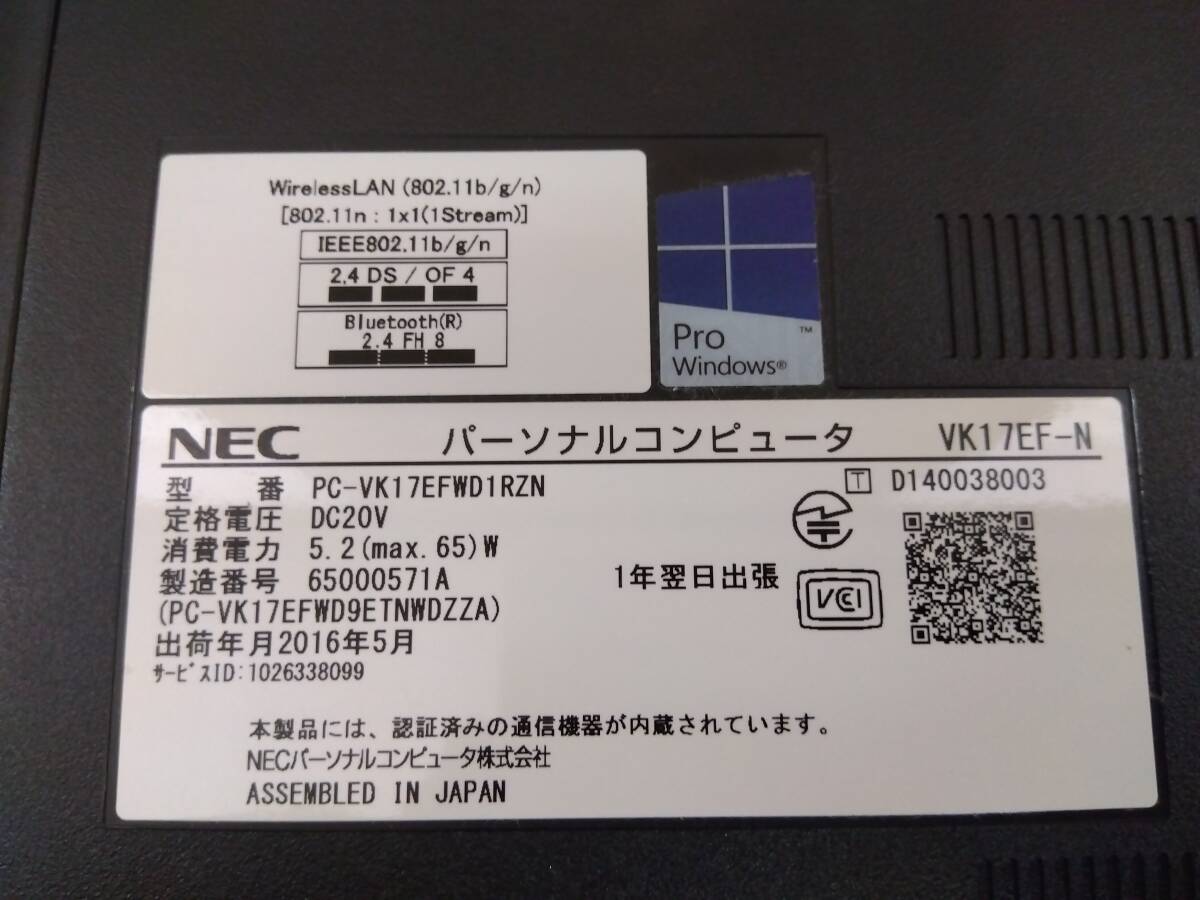 WirelessLAN (802.11b/g/n)
[802.11n : 1x1(1Stream)]
IEEE802.11b/g/n
2.4 DS / OF 4
Bluetooth(R)
2.4 FH 8
Pro ™
Windows®
NEC パーソナルコンピュータ VK17EF-N
型 番 PC-VK17EFWD1RZN
T D140038003
定格電圧 DC20V
消費電力 5.2(max.65)W
製造番号 65000571A
1年翌日出張
VCCI
(PC-VK17EFWD9ETNWDZZA)
出荷年月2016年5月
ｻｰﾋﾞｽID:1026338099
本製品には、認証済みの通信機器が内蔵されています。
NECパーソナルコンピュータ株式会社
ASSEMBLED IN JAPAN